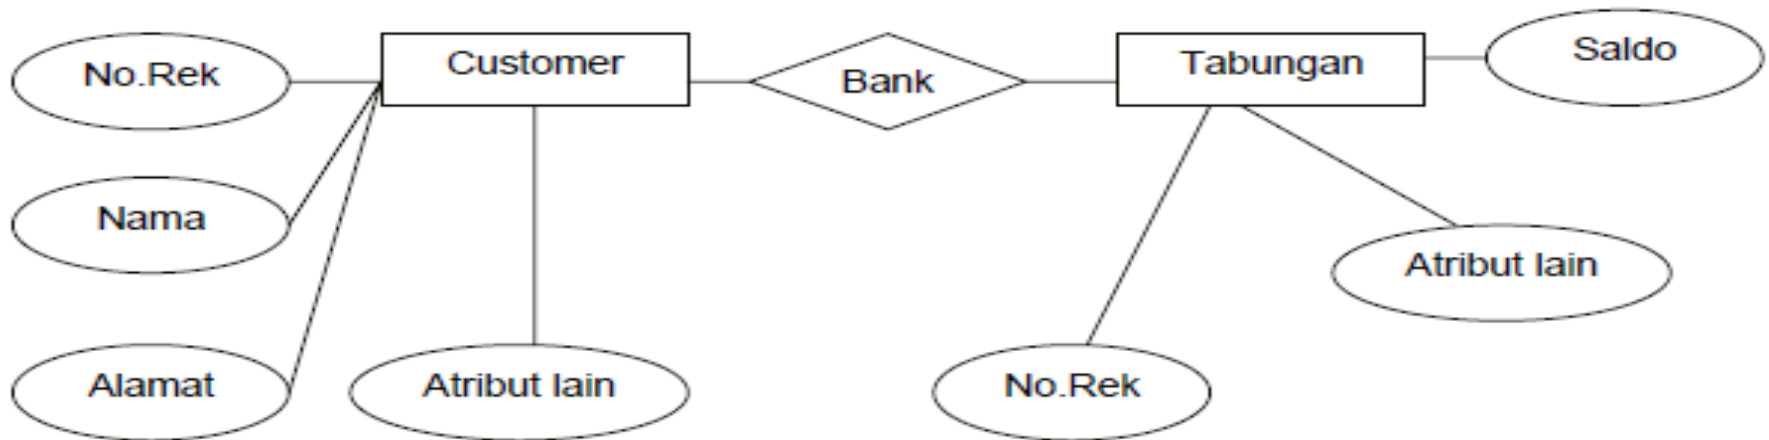 Customer
Bank
Tabungan
Saldo
No.Rek
Nama
Alamat
Atribut lain
No.Rek
Atribut lain